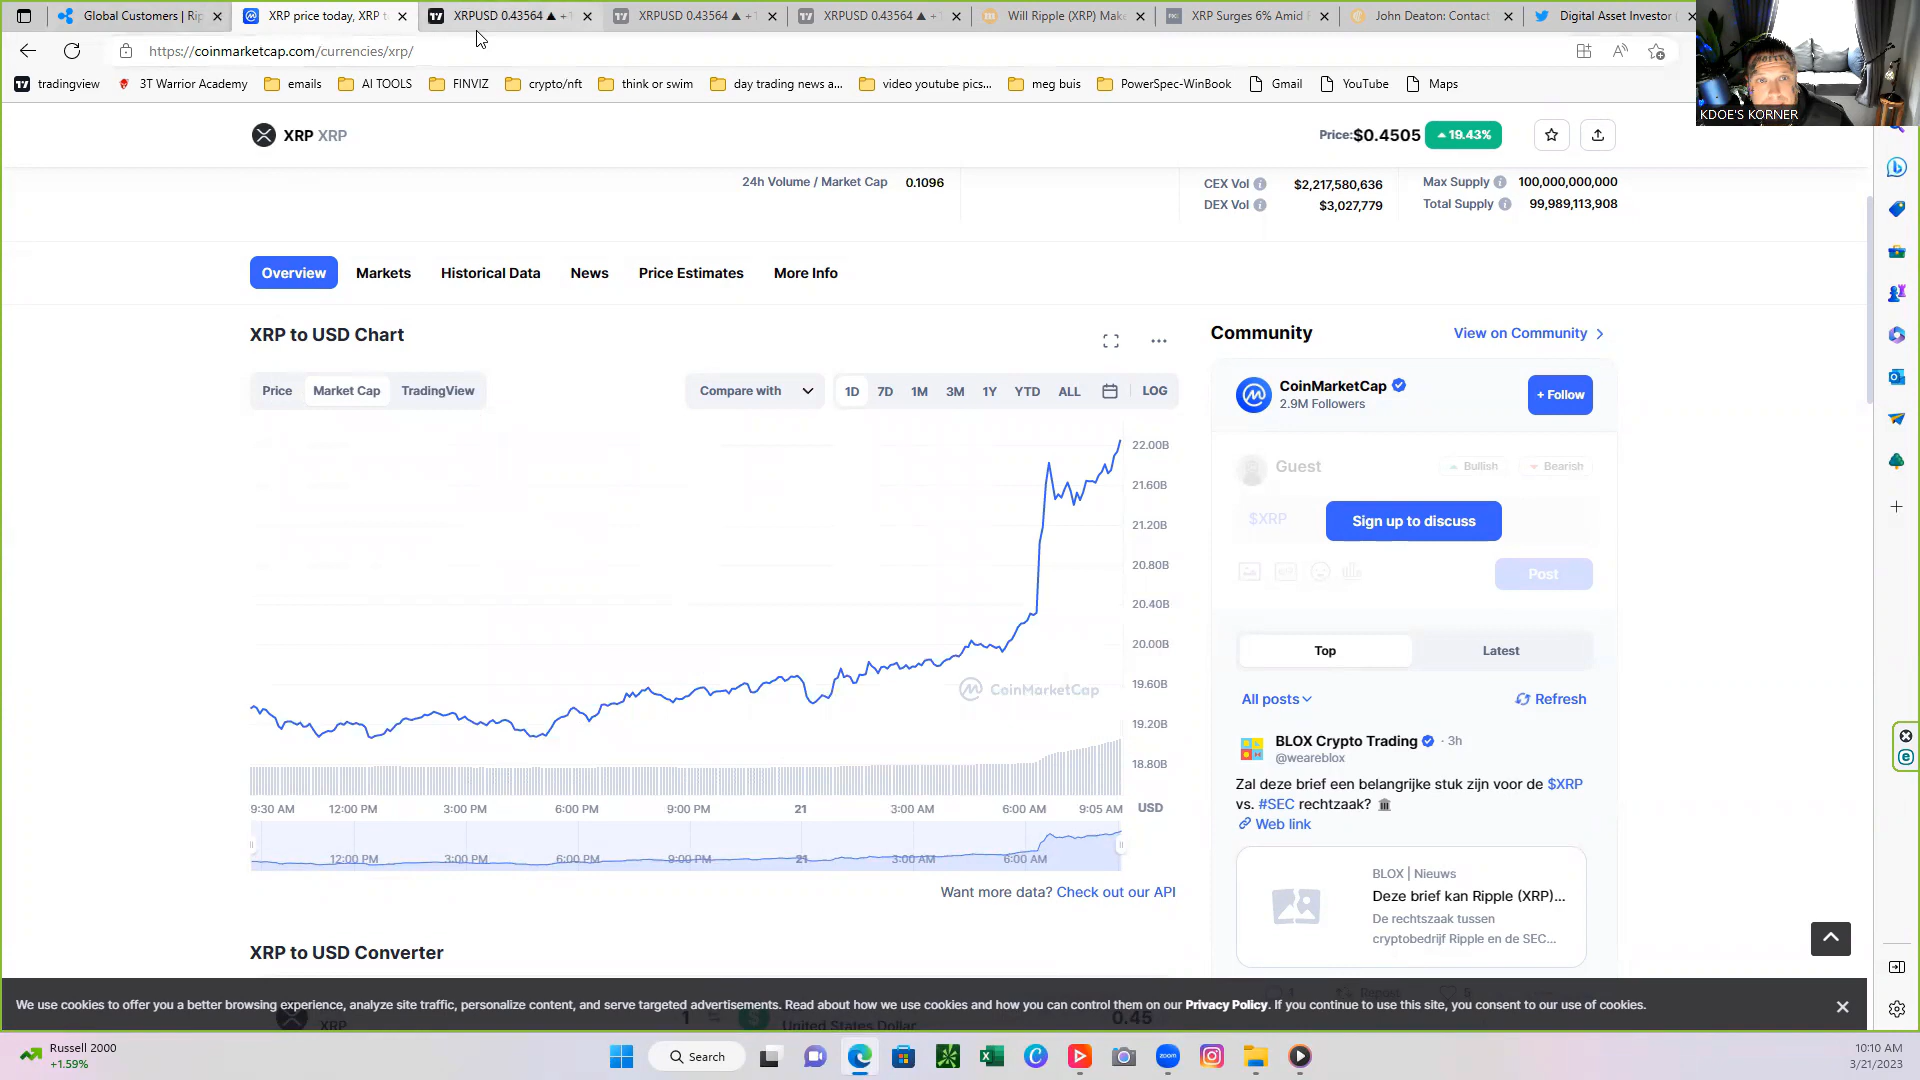 Global Customers | Rip
XRP price today, XRP t
XRPUSD 0.43564 ▲ +1
XRPUSD 0.43564 ▲ + 1
XRPUSD 0.43564 ▲ + 1
Will Ripple (XRP) Make
XRP Surges 6% Amid F
John Deaton: Contact
Digital Asset Investor (
https://coinmarketcap.com/currencies/xrp/
tradingview
3T Warrior Academy
emails
AI TOOLS
FINVIZ
crypto/nft
think or swim
day trading news a...
video youtube pics...
meg buis
PowerSpec-WinBook
Gmail
YouTube
Maps
KDOE'S KORNER
XRP XRP
Price:$0.4505
19.43%
24h Volume / Market Cap 0.1096
CEX Vol $2,217,580,636
DEX Vol $3,027,779
Max Supply 100,000,000,000
Total Supply 99,989,113,908
Overview
Markets
Historical Data
News
Price Estimates
More Info
XRP to USD Chart
Price
Market Cap
TradingView
Compare with
1D
7D
1M
3M
1Y
YTD
ALL
LOG
22.00B
21.60B
21.20B
20.80B
20.40B
20.00B
19.60B
19.20B
18.80B
CoinMarketCap
9:30 AM
12:00 PM
3:00 PM
6:00 PM
9:00 PM
21
3:00 AM
6:00 AM
9:05 AM
USD
12:00 PM
3:00 PM
6:00 PM
9:00 PM
21
3:00 AM
6:00 AM
Want more data? Check out our API
XRP to USD Converter
XRP
1
United States Dollar
0.45
Community
View on Community
CoinMarketCap
2.9M Followers
+ Follow
Guest
Bullish
Bearish
$XRP
Sign up to discuss
Post
Top
Latest
All posts
Refresh
BLOX Crypto Trading · 3h
@weareblox
Zal deze brief een belangrijke stuk zijn voor de $XRP
vs. #SEC rechtzaak?
Web link
BLOX | Nieuws
Deze brief kan Ripple (XRP)...
De rechtszaak tussen
cryptobedrijf Ripple en de SEC...
We use cookies to offer you a better browsing experience, analyze site traffic, personalize content, and serve targeted advertisements. Read about how we use cookies and how you can control them on our Privacy Policy. If you continue to use this site, you consent to our use of cookies.
Russell 2000
+1.59%
Search
zoom
10:10 AM
3/21/2023